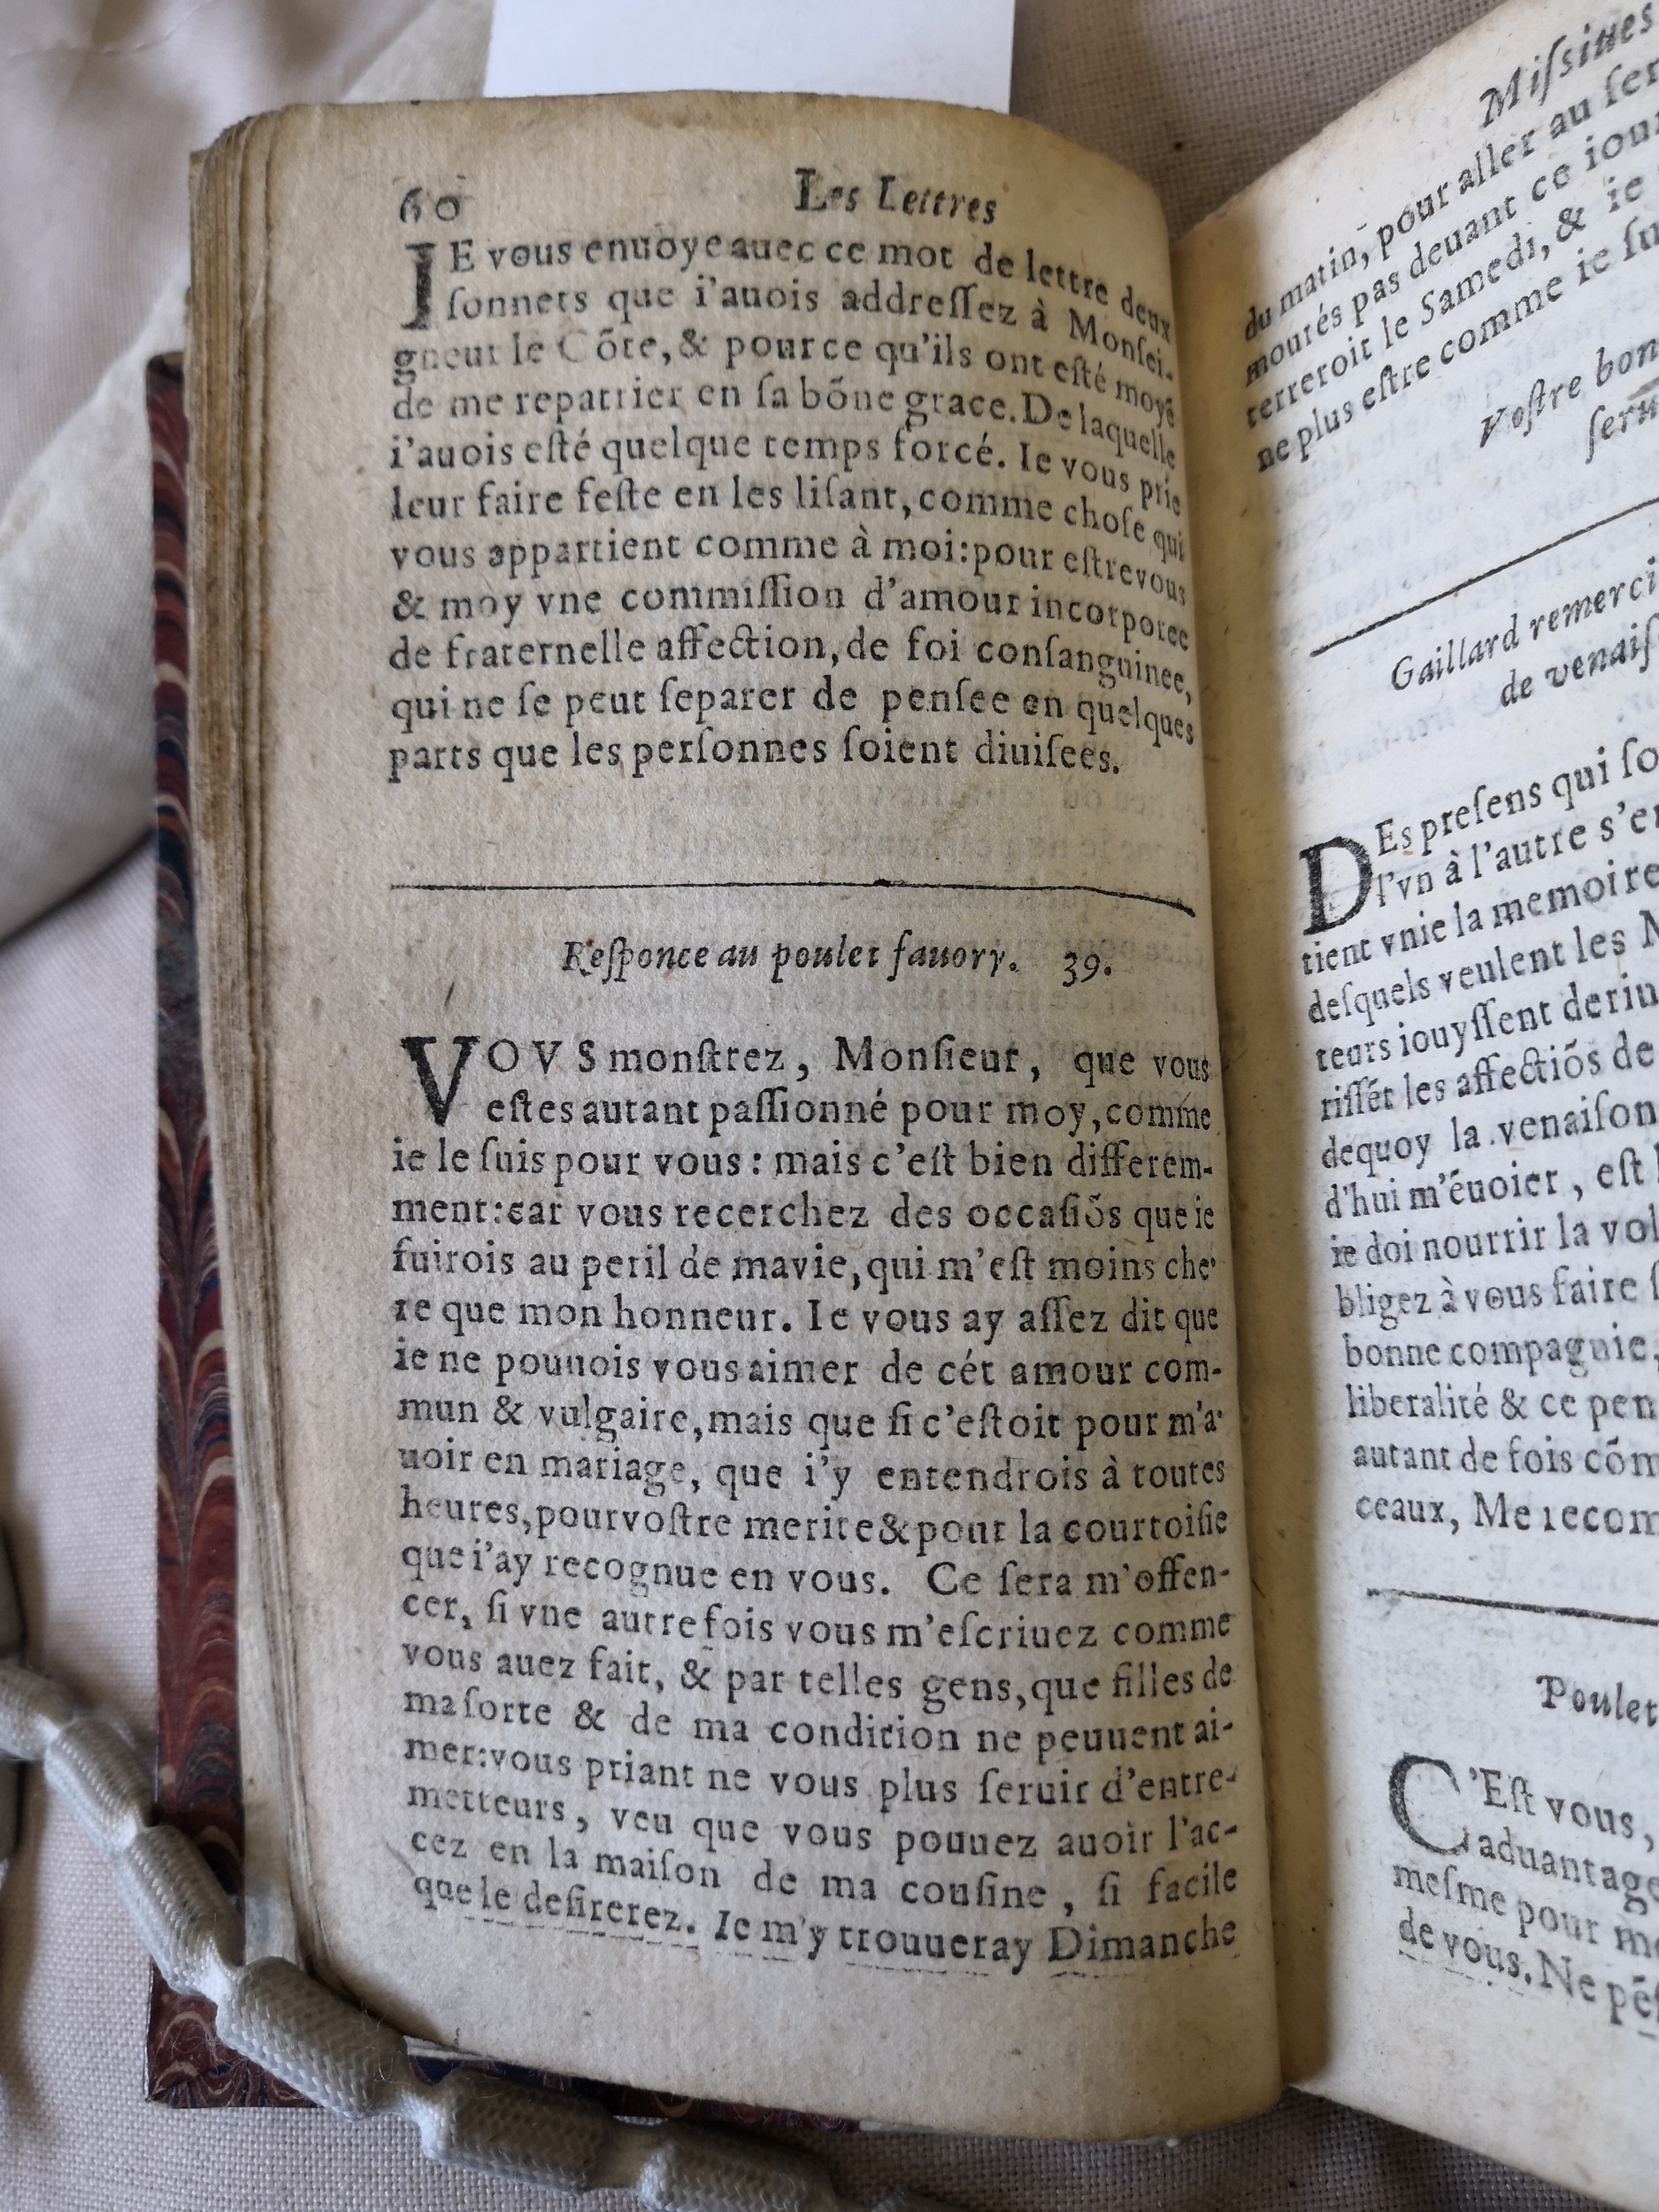 60 Les Lettres
IE vous enuoye auec ce mot de lettre deux
ſonnets que i'auois addreſſez à Monſei-
gneur le Cõte, & pource qu'ils ont eſté moyẽ
de me repatrier en ſa bõne grace. De laquelle
i'auois eſté quelque temps forcé. Ie vous prie
leur faire feſte en les liſant, comme choſe qui
vous appartient comme à moi: pour eſtre vous
& moy vne commiſſion d'amour incorporee
de fraternelle affection, de foi conſanguinee,
qui ne ſe peut ſeparer de penſee en quelques
parts que les perſonnes ſoient diuiſees.
Reſponce au poulet fauory. 39.
VOVS monſtrez, Monſieur, que vous
eſtes autant paſſionné pour moy, comme
ie le ſuis pour vous: mais c'eſt bien differem-
ment: car vous recerchez des occaſiõs que ie
fuirois au peril de mavie, qui m'eſt moins che-
re que mon honneur. Ie vous ay aſſez dit que
ie ne pouuois vous aimer de cét amour com-
mun & vulgaire, mais que ſi c'eſtoit pour m'a-
uoir en mariage, que i'y entendrois à toutes
heures, pour voſtre merite & pour la courtoiſie
que i'ay recognue en vous. Ce ſera m'offen-
cer, ſi vne autrefois vous m'eſcriuez comme
vous auez fait, & par telles gens, que filles de
ma ſorte & de ma condition ne peuuent ai-
mer: vous priant ne vous plus ſeruir d'entre-
metteurs, veu que vous pouuez auoir l'ac-
cez en la maiſon de ma couſine, ſi facile
que le deſirerez. Ie m'y trouueray Dimanche
Miſsiues
du matin, pour aller au ſer
mourés pas deuant ce iour
terreroit le Samedi, & ie
ne plus eſtre comme ie ſu
Voſtre bon
ſeru
Gaillard remerci
de venaiſ
DEs preſens qui ſo
l'vn à l'autre s'en
tient vnie la memoire
deſquels veulent les M
teurs iouyſſent deriu
riſſét les affectiõs de
dequoy la venaiſon
d'hui m'éuoier, eſt
ie doi nourrir la vol
bligez à vous faire ſ
bonne compagnie,
liberalité & ce pen
autant de fois cõm
ceaux, Me recom
Poulet
C'Eſt vous,
aduantage
meſme pour mo
de vous. Ne pẽſ